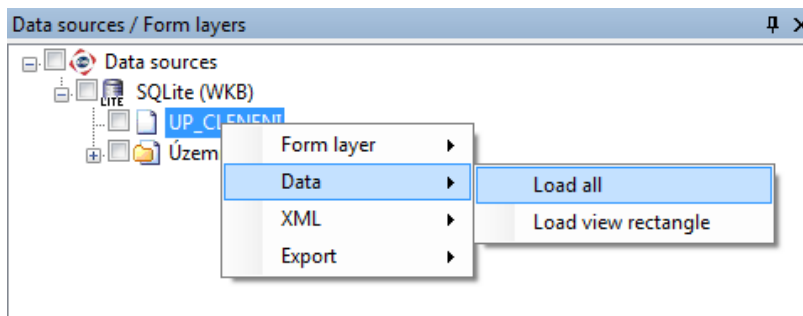 Data sources / Form layers
Data sources
LITE SQLite (WKB)
UP_CLENENI
Územ
Form layer
Data
XML
Export
Load all
Load view rectangle